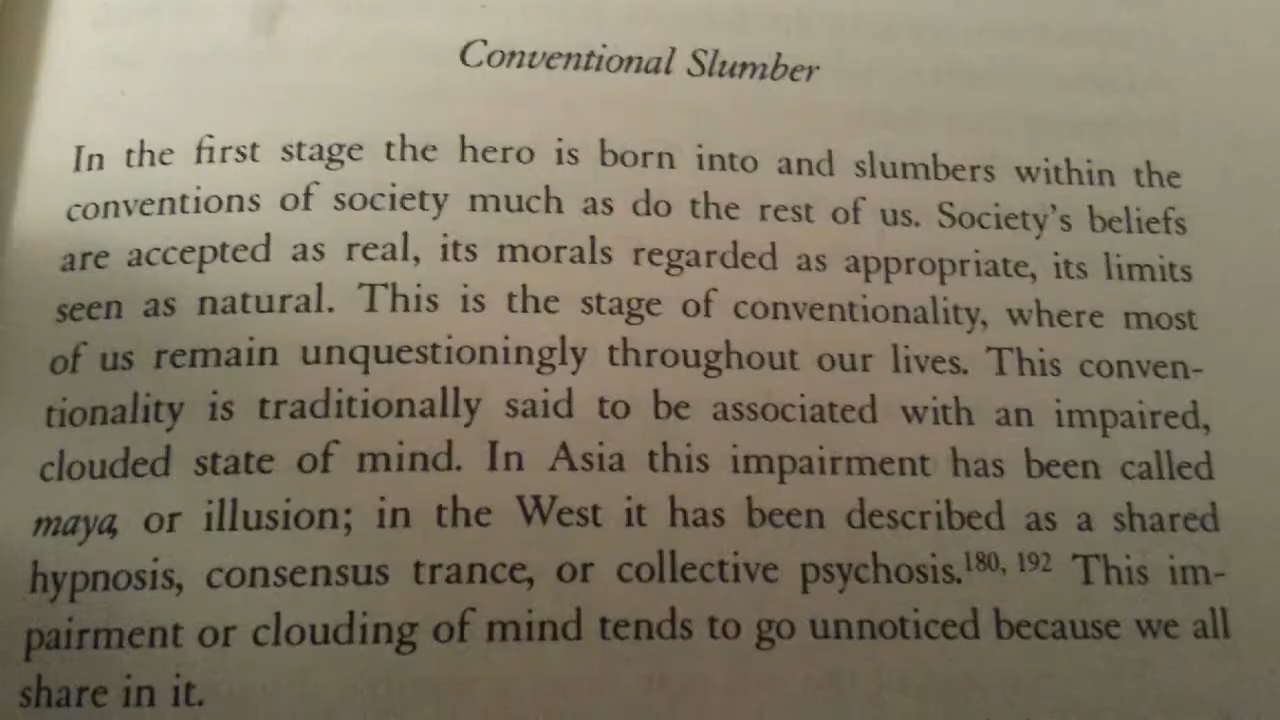 Conventional Slumber
In the first stage the hero is born into and slumbers within the
conventions of society much as do the rest of us. Society's beliefs
are accepted as real, its morals regarded as appropriate, its limits
seen as natural. This is the stage of conventionality, where most
of us remain unquestioningly throughout our lives. This conven-
tionality is traditionally said to be associated with an impaired,
clouded state of mind. In Asia this impairment has been called
maya, or illusion; in the West it has been described as a shared
hypnosis, consensus trance, or collective psychosis.180, 192 This im-
pairment or clouding of mind tends to go unnoticed because we all
share in it.